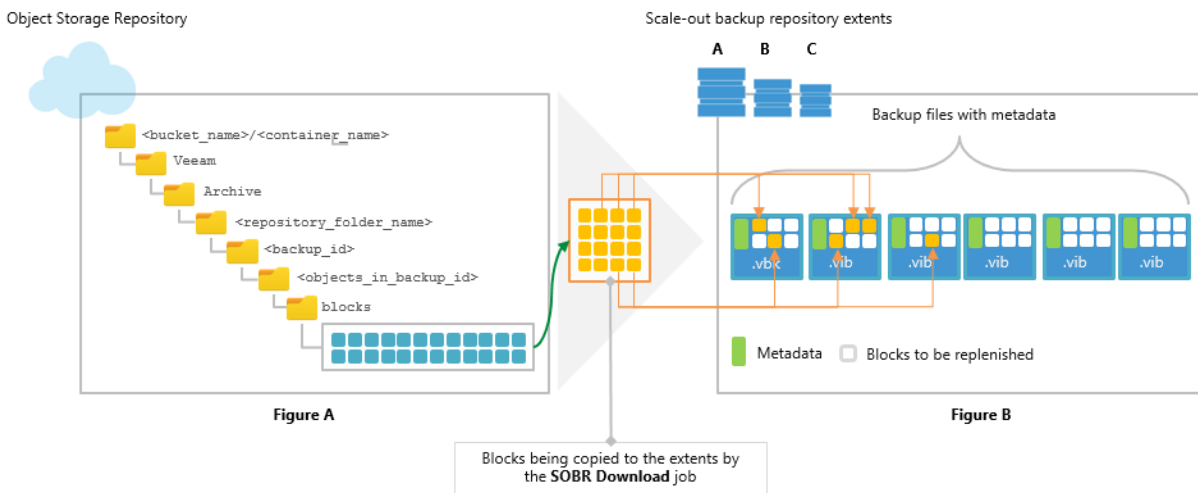 Object Storage Repository
Scale-out backup repository extents
A
B
C
<bucket_name>/<container_name>
Veeam
Archive
<repository_folder_name>
<backup_id>
<objects_in_backup_id>
blocks
Backup files with metadata
.vbk
.vib
.vib
.vib
.vib
.vib
Metadata
Blocks to be replenished
Figure A
Figure B
Blocks being copied to the extents by
the SOBR Download job